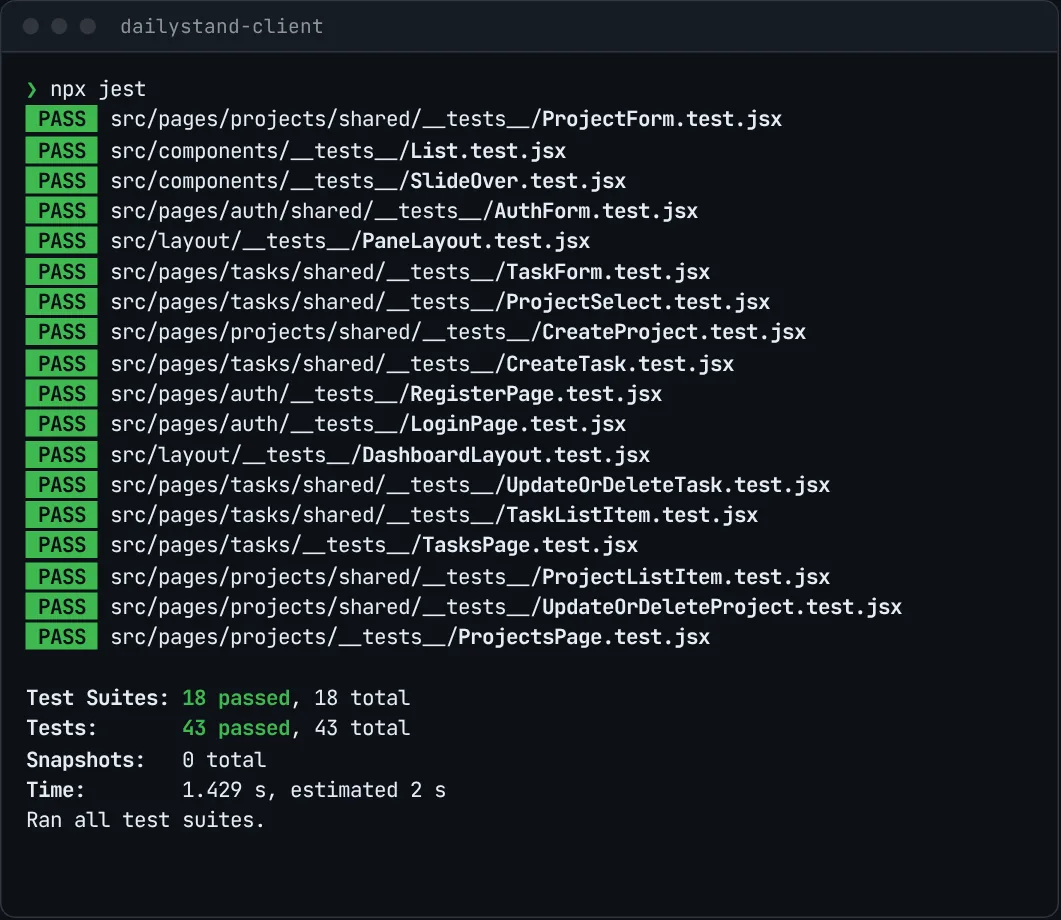 dailystand-client
❯ npx jest
PASS src/pages/projects/shared/__tests__/ProjectForm.test.jsx
PASS src/components/__tests__/List.test.jsx
PASS src/components/__tests__/SlideOver.test.jsx
PASS src/pages/auth/shared/__tests__/AuthForm.test.jsx
PASS src/layout/__tests__/PaneLayout.test.jsx
PASS src/pages/tasks/shared/__tests__/TaskForm.test.jsx
PASS src/pages/tasks/shared/__tests__/ProjectSelect.test.jsx
PASS src/pages/projects/shared/__tests__/CreateProject.test.jsx
PASS src/pages/tasks/shared/__tests__/CreateTask.test.jsx
PASS src/pages/auth/__tests__/RegisterPage.test.jsx
PASS src/pages/auth/__tests__/LoginPage.test.jsx
PASS src/layout/__tests__/DashboardLayout.test.jsx
PASS src/pages/tasks/shared/__tests__/UpdateOrDeleteTask.test.jsx
PASS src/pages/tasks/shared/__tests__/TaskListItem.test.jsx
PASS src/pages/tasks/__tests__/TasksPage.test.jsx
PASS src/pages/projects/shared/__tests__/ProjectListItem.test.jsx
PASS src/pages/projects/shared/__tests__/UpdateOrDeleteProject.test.jsx
PASS src/pages/projects/__tests__/ProjectsPage.test.jsx
Test Suites: 18 passed, 18 total
Tests: 43 passed, 43 total
Snapshots: 0 total
Time: 1.429 s, estimated 2 s
Ran all test suites.